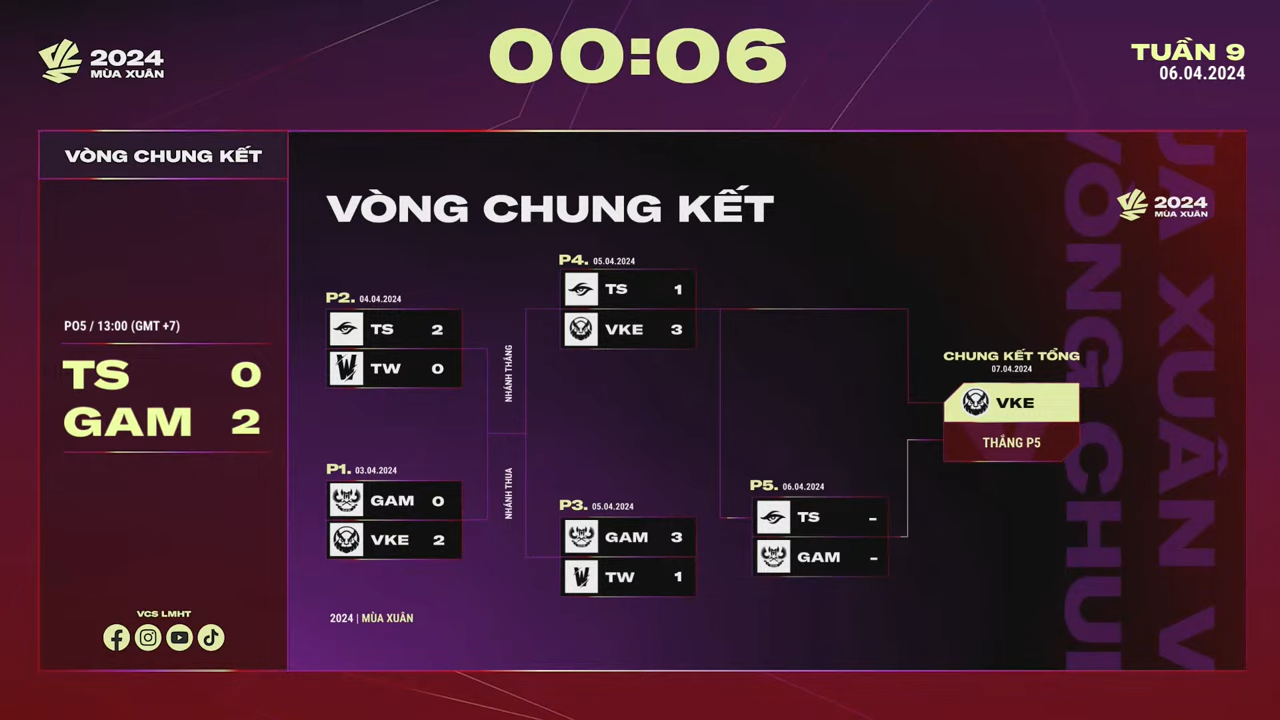 2024
MÙA XUÂN
00:06
TUẦN 9
06.04.2024
VÒNG CHUNG KẾT
PO5 / 13:00 (GMT +7)
TS 0
GAM 2
VCS LMHT
VÒNG CHUNG KẾT
2024
MÙA XUÂN
P2. 04.04.2024
TS 2
TW 0
P1. 03.04.2024
GAM 0
VKE 2
NHÁNH THẮNG
NHÁNH THUA
P4. 05.04.2024
TS 1
VKE 3
P3. 05.04.2024
GAM 3
TW 1
P5. 06.04.2024
TS -
GAM -
CHUNG KẾT TỔNG
07.04.2024
VKE
THẮNG P5
2024 | MÙA XUÂN